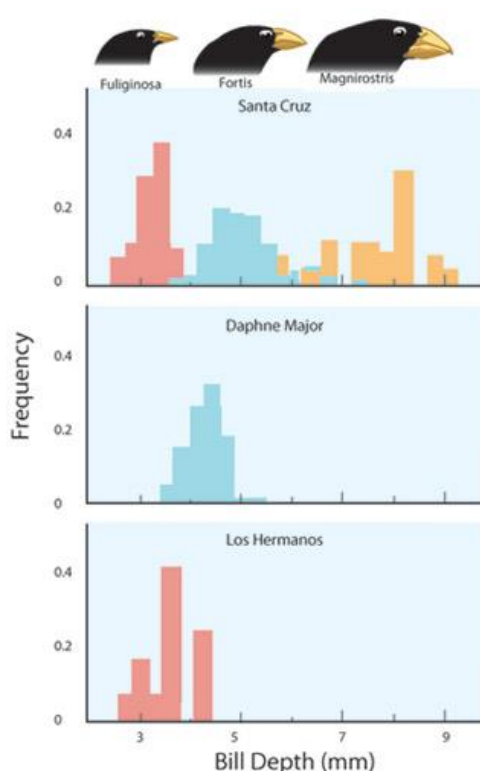 Fuliginosa Fortis Magnirostris
Santa Cruz
0.4
0.2
0
Daphne Major
0.4
0.2
0
Los Hermanos
0.4
0.2
0
3 5 7 9
Bill Depth (mm)
Frequency